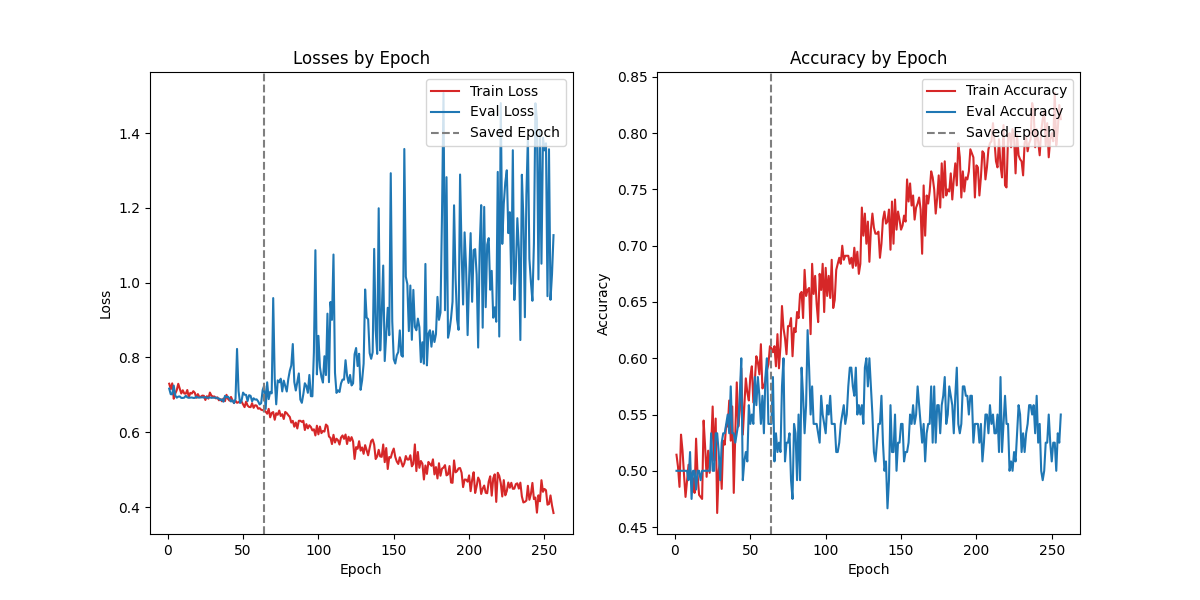 Losses by Epoch
Train Loss
Eval Loss
Saved Epoch
1.4
1.2
1.0
0.8
0.6
0.4
Loss
0
50
100
150
200
250
Epoch
Accuracy by Epoch
Train Accuracy
Eval Accuracy
Saved Epoch
0.85
0.80
0.75
0.70
0.65
0.60
0.55
0.50
0.45
Accuracy
0
50
100
150
200
250
Epoch